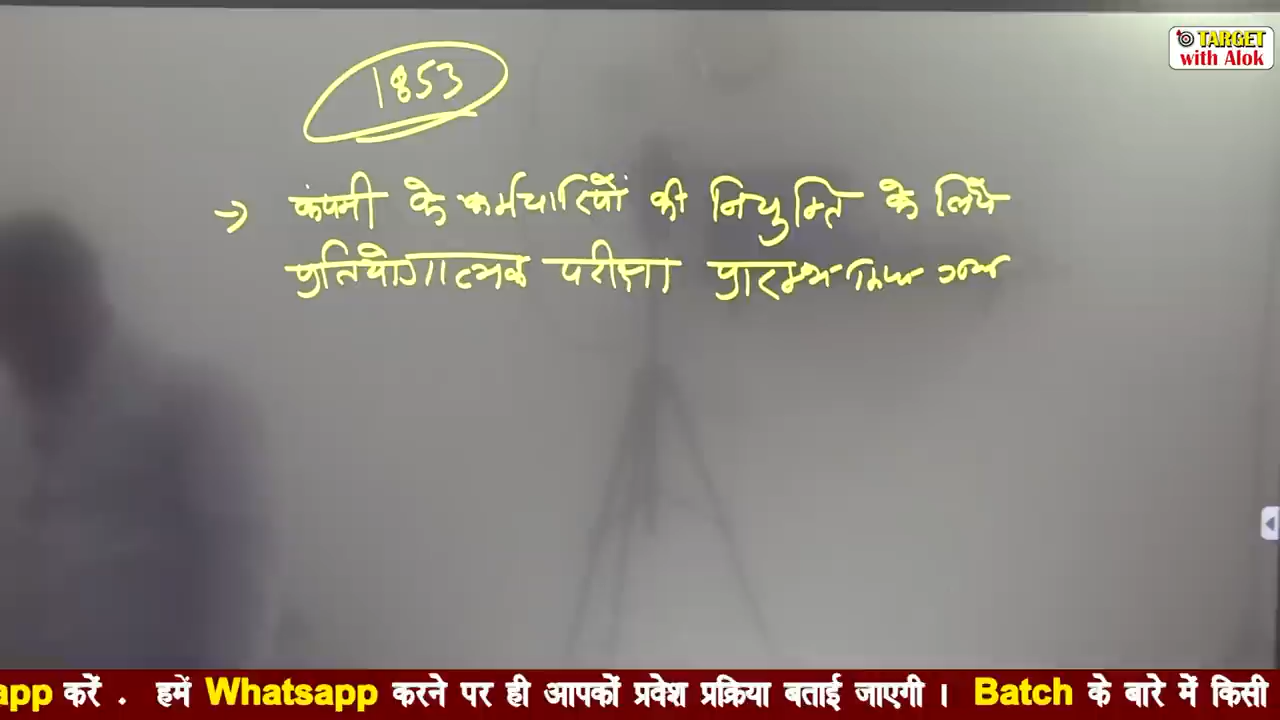 TARGET
with Alok
1853
→ कंपनी के कर्मचारियों की नियुक्ति के लिये
प्रतियोगात्मक परीक्षा प्रारम्भ किया गया
app करें . हमें Whatsapp करने पर ही आपकों प्रवेश प्रक्रिया बताई जाएगी । Batch के बारे में किसी